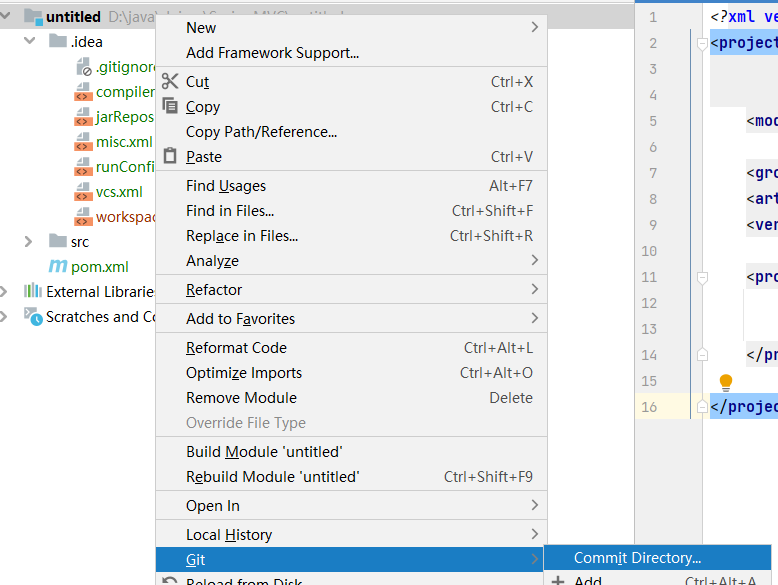 untitled
.idea
.gitignore
compiler
jarRepos
misc.xml
runConfi
vcs.xml
workspac
src
pom.xml
External Librarie
Scratches and Co
New
Add Framework Support...
Cut Ctrl+X
Copy Ctrl+C
Copy Path/Reference...
Paste Ctrl+V
Find Usages Alt+F7
Find in Files... Ctrl+Shift+F
Replace in Files... Ctrl+Shift+R
Analyze
Refactor
Add to Favorites
Reformat Code Ctrl+Alt+L
Optimize Imports Ctrl+Alt+O
Remove Module Delete
Override File Type
Build Module 'untitled'
Rebuild Module 'untitled' Ctrl+Shift+F9
Open In
Local History
Git
Reload from Disk
Commit Directory...
Add Ctrl+Alt+A
1 <?xml ve
2 <project
3
4
5 <mod
6
7 <gro
8 <art
9 <ver
10
11 <pro
12
13
14 </pr
15
16 </projec